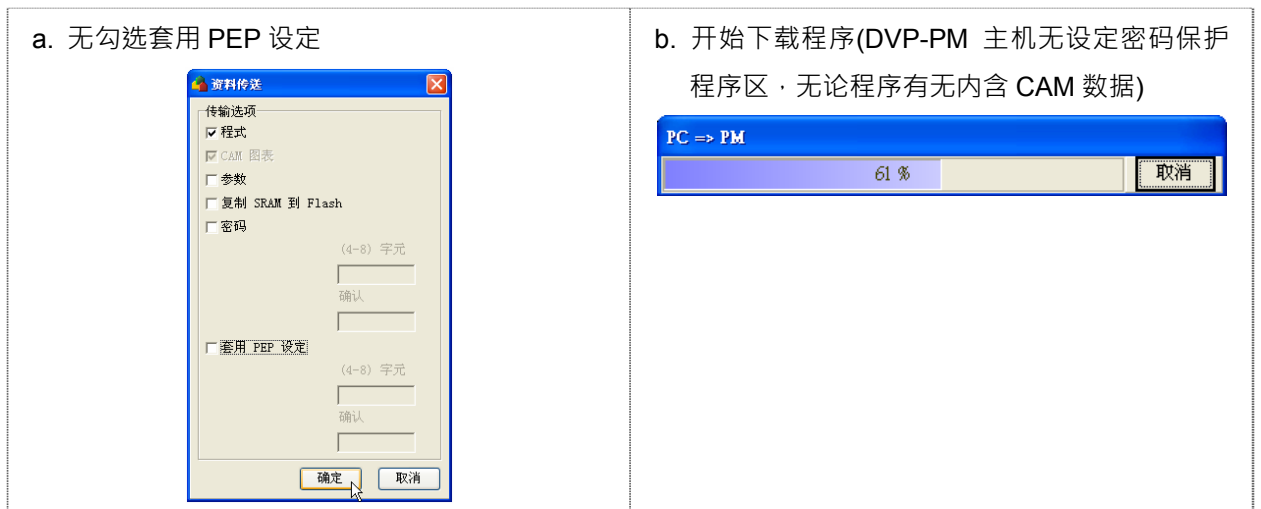 a. 无勾选套用 PEP 设定
资料传送
传输选项
程式
CAM 图表
参数
复制 SRAM 到 Flash
密码
(4-8) 字元
确认
套用 PEP 设定
(4-8) 字元
确认
确定 取消
b. 开始下载程序(DVP-PM 主机无设定密码保护
程序区，无论程序有无内含 CAM 数据)
PC => PM
61 % 取消